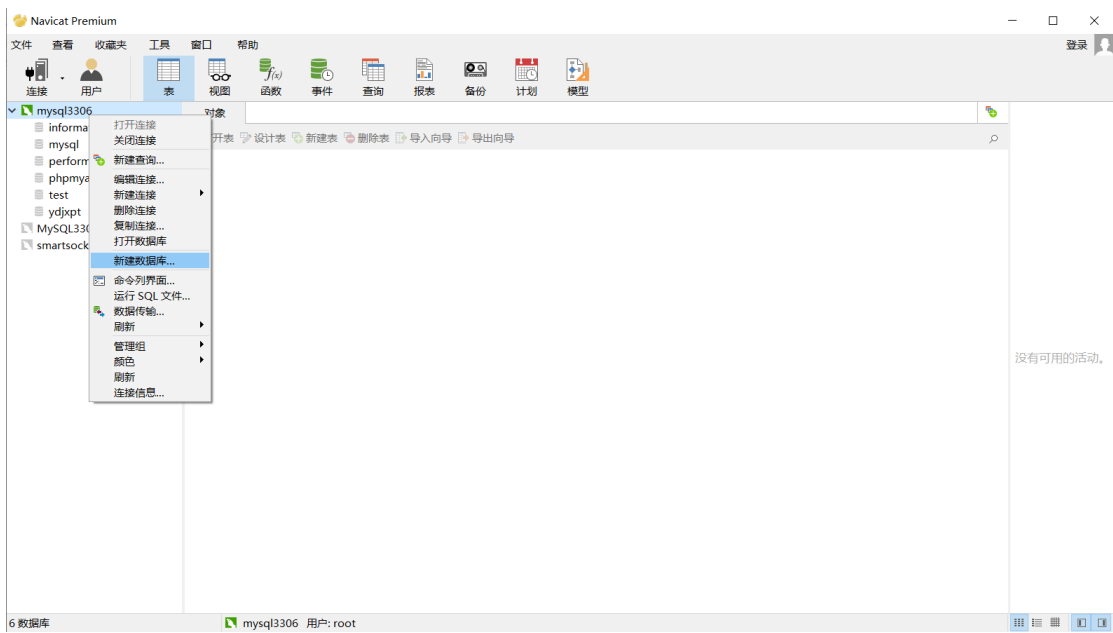 Navicat Premium
文件 查看 收藏夹 工具 窗口 帮助 登录
连接 用户 表 视图 函数 事件 查询 报表 备份 计划 模型
f(x)
mysql3306
对象
开表 设计表 新建表 删除表 导入向导 导出向导
informa
mysql
perform
phpmya
test
ydjxpt
MySQL330
smartsock
打开连接
关闭连接
新建查询...
编辑连接...
新建连接
删除连接
复制连接...
打开数据库
新建数据库...
命令列界面...
运行 SQL 文件...
数据传输...
刷新
管理组
颜色
刷新
连接信息...
没有可用的活动。
6 数据库 mysql3306 用户: root